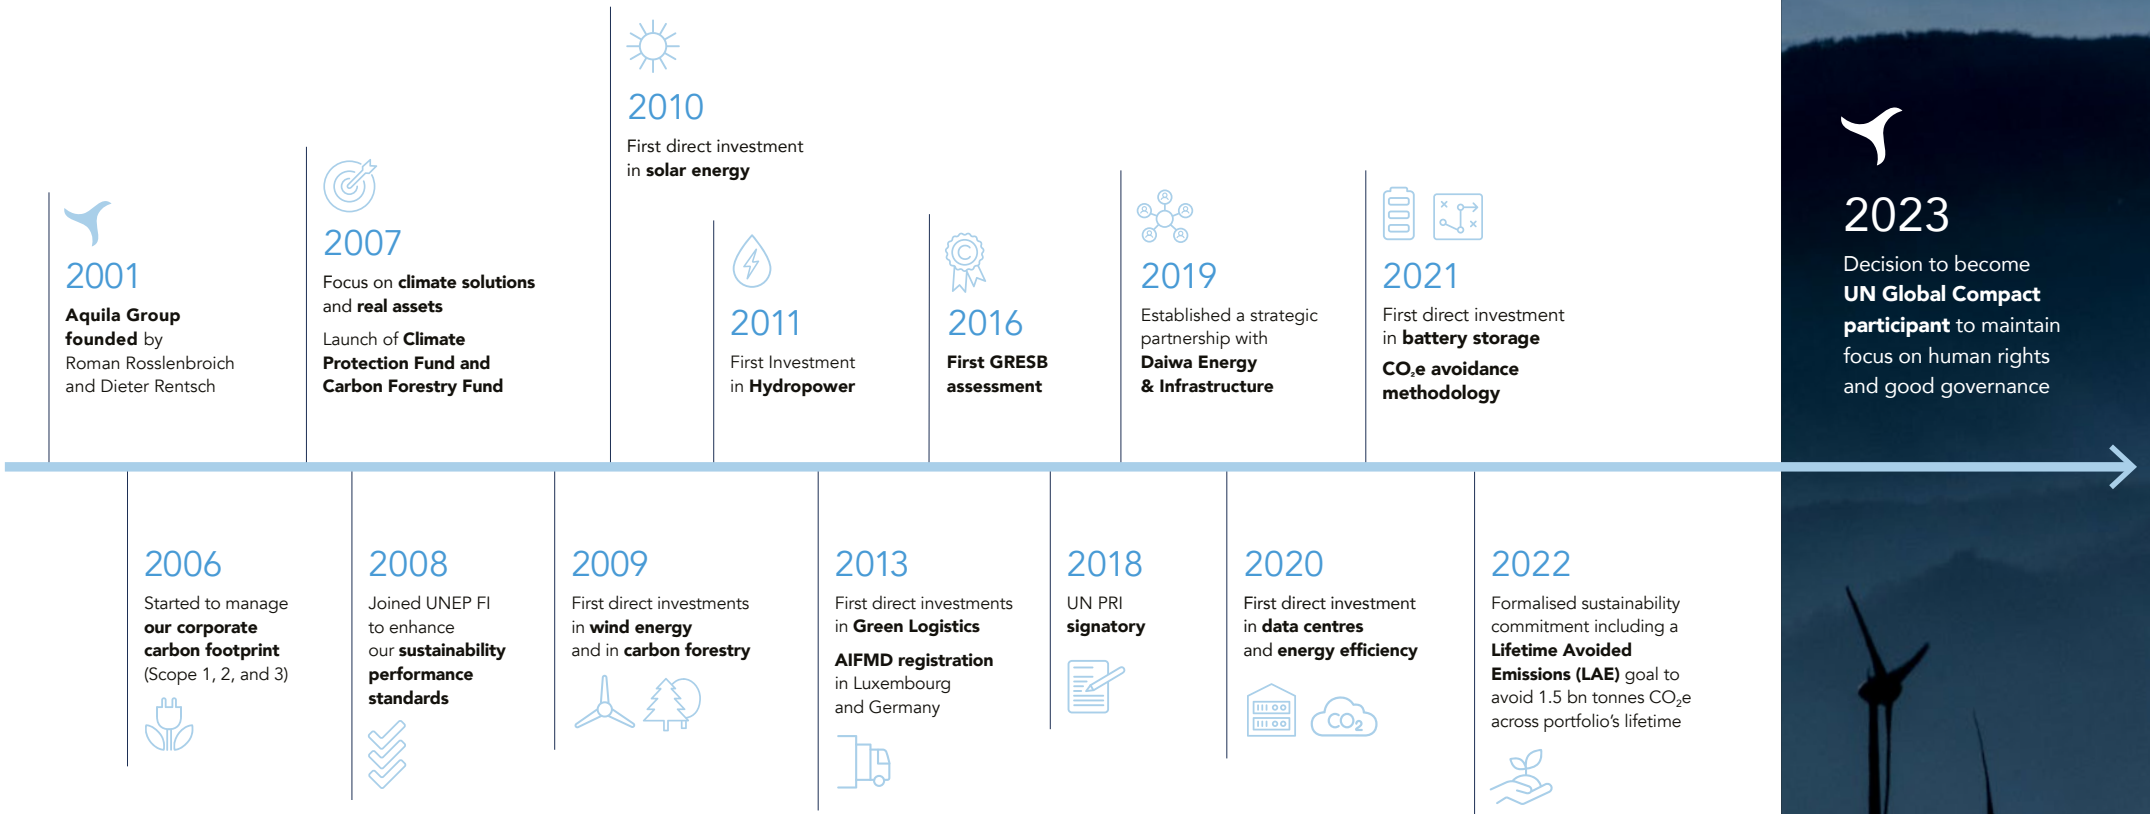 2001
Aquila Group
founded by
Roman Rosslenbroich
and Dieter Rentsch
2006
Started to manage
our corporate
carbon footprint
(Scope 1, 2, and 3)
2007
Focus on climate solutions
and real assets
Launch of Climate
Protection Fund and
Carbon Forestry Fund
2008
Joined UNEP FI
to enhance
our sustainability
performance
standards
2009
First direct investments
in wind energy
and in carbon forestry
2010
First direct investment
in solar energy
2011
First Investment
in Hydropower
2013
First direct investments
in Green Logistics
AIFMD registration
in Luxembourg
and Germany
2016
First GRESB
assessment
2018
UN PRI
signatory
2019
Established a strategic
partnership with
Daiwa Energy
& Infrastructure
2020
First direct investment
in data centres
and energy efficiency
CO₂
2021
First direct investment
in battery storage
CO₂e avoidance
methodology
2022
Formalised sustainability
commitment including a
Lifetime Avoided
Emissions (LAE) goal to
avoid 1.5 bn tonnes CO₂e
across portfolio’s lifetime
2023
Decision to become
UN Global Compact
participant to maintain
focus on human rights
and good governance